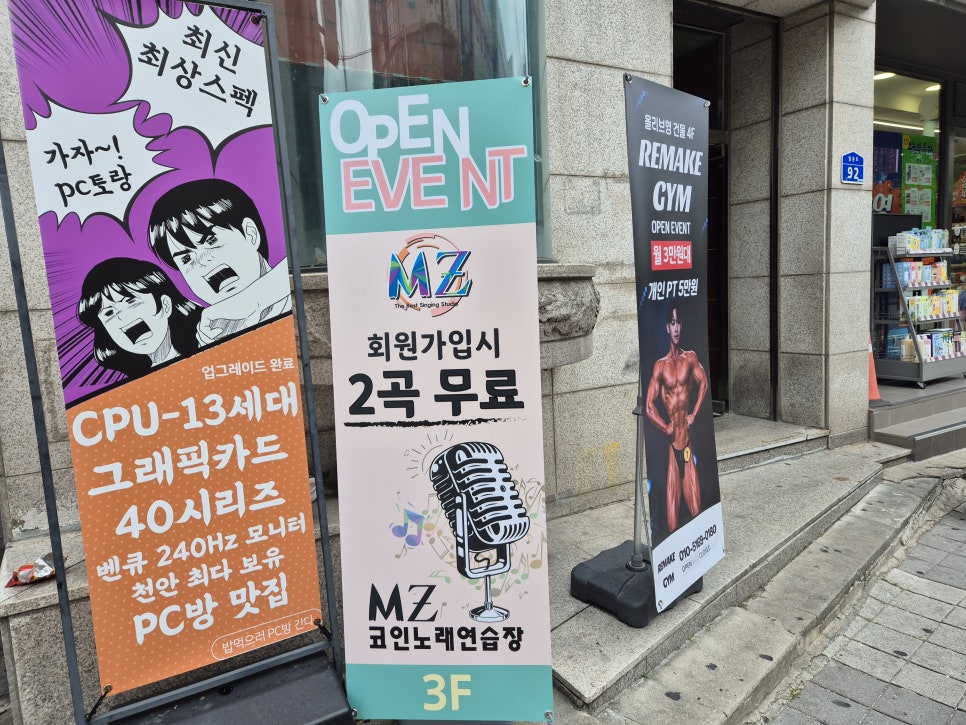 최신
최상스펙
가자~!
PC토랑
업그레이드 완료
CPU-13세대
그래픽카드
40시리즈
벤큐 240Hz 모니터
천안 최다 보유
PC방 맛집
밥먹으러 PC방 간다
OPEN
EVENT
MZ
The Best Singing Studio
회원가입시
2곡 무료
MZ
코인노래연습장
3F
올리브영 건물 4F
REMAKE
GYM
OPEN EVENT
월 3만원대
개인 PT 5만원
REMAKE
GYM
010-5169-0180
OPEN
CLOSED
92